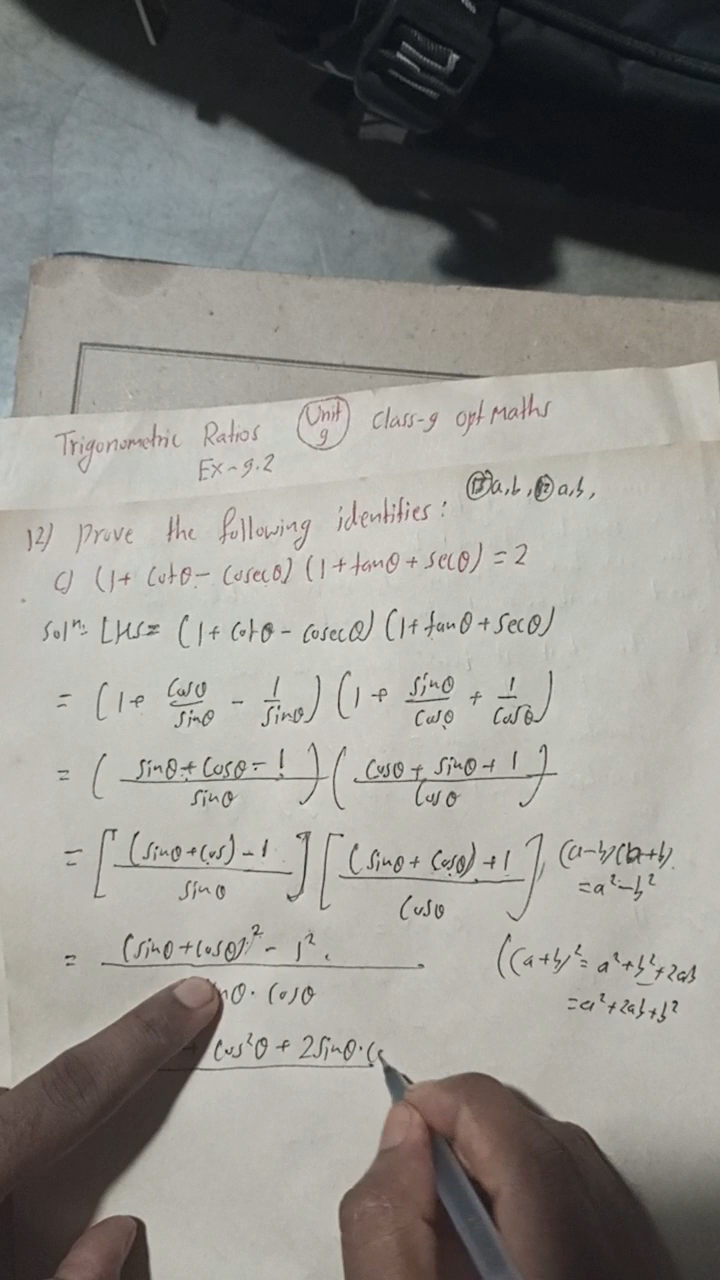 Trigonometric Ratios Unit 9 Class-9 opt Maths
Ex-9.2
(13) a,b, (12) a,b,
12) Prove the following identifies:
c) (1+ Cotθ - Cosecθ) (1+tanθ + secθ) = 2
Solⁿ: LHS = (1+ cotθ - cosecθ) (1+tanθ+secθ)
= (1+ Cosθ/Sinθ - 1/Sinθ) (1+ Sinθ/Cosθ + 1/Cosθ)
= (Sinθ+Cosθ-1/Sinθ) (Cosθ+Sinθ+1/Cosθ)
= [(Sinθ+Cos)-1/Sinθ] [(Sinθ+Cosθ)+1/Cosθ], (a-b)(a+b)
= a²-b²
= (Sinθ+Cosθ)² - 1² / nθ. Cosθ
((a+b)² = a²+b²+2ab
= a²+2ab+b²
+ Cos²θ + 2Sinθ.